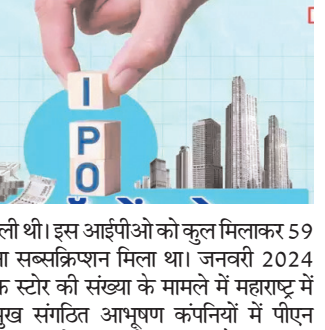 I
P
O
ली थी। इस आईपीओ को कुल मिलाकर 59
सब्सक्रिप्शन मिला था। जनवरी 2024
स्टोर की संख्या के मामले में महाराष्ट्र में
संगठित आभूषण कंपनियों में पीएन